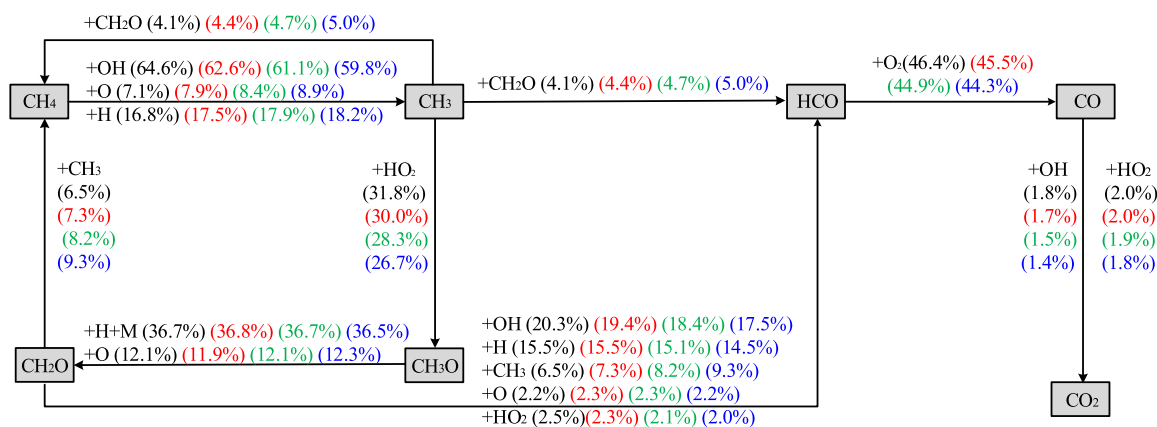 +CH2O (4.1%) (4.4%) (4.7%) (5.0%)
+OH (64.6%) (62.6%) (61.1%) (59.8%)
+O (7.1%) (7.9%) (8.4%) (8.9%)
+H (16.8%) (17.5%) (17.9%) (18.2%)
CH4
CH3
+CH2O (4.1%) (4.4%) (4.7%) (5.0%)
HCO
+O2(46.4%) (45.5%)
(44.9%) (44.3%)
CO
+CH3
(6.5%)
(7.3%)
(8.2%)
(9.3%)
+HO2
(31.8%)
(30.0%)
(28.3%)
(26.7%)
+OH
(1.8%)
(1.7%)
(1.5%)
(1.4%)
+HO2
(2.0%)
(2.0%)
(1.9%)
(1.8%)
+H+M (36.7%) (36.8%) (36.7%) (36.5%)
+O (12.1%) (11.9%) (12.1%) (12.3%)
CH2O
CH3O
+OH (20.3%) (19.4%) (18.4%) (17.5%)
+H (15.5%) (15.5%) (15.1%) (14.5%)
+CH3 (6.5%) (7.3%) (8.2%) (9.3%)
+O (2.2%) (2.3%) (2.3%) (2.2%)
+HO2 (2.5%)(2.3%) (2.1%) (2.0%)
CO2